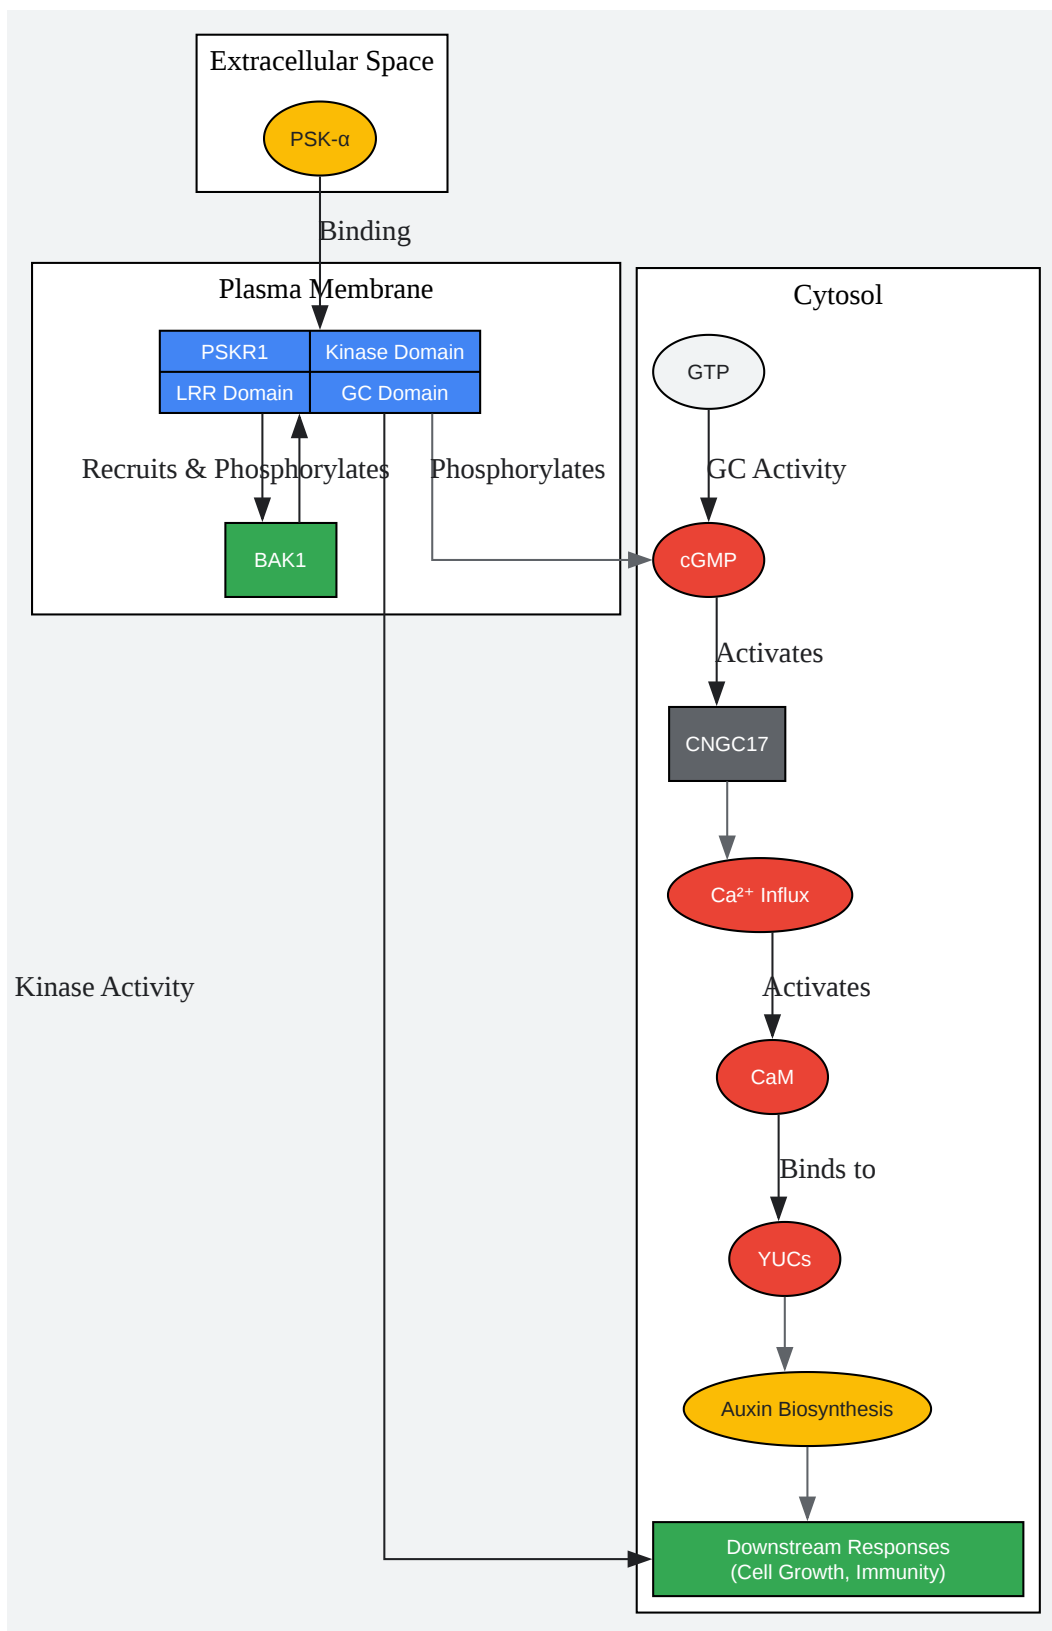 Extracellular Space
PSK-α
Binding
Plasma Membrane
PSKR1
Kinase Domain
LRR Domain
GC Domain
Recruits & Phosphorylates
Phosphorylates
BAK1
Kinase Activity
Cytosol
GTP
GC Activity
cGMP
Activates
CNGC17
Ca²⁺ Influx
Activates
CaM
Binds to
YUCs
Auxin Biosynthesis
Downstream Responses
(Cell Growth, Immunity)